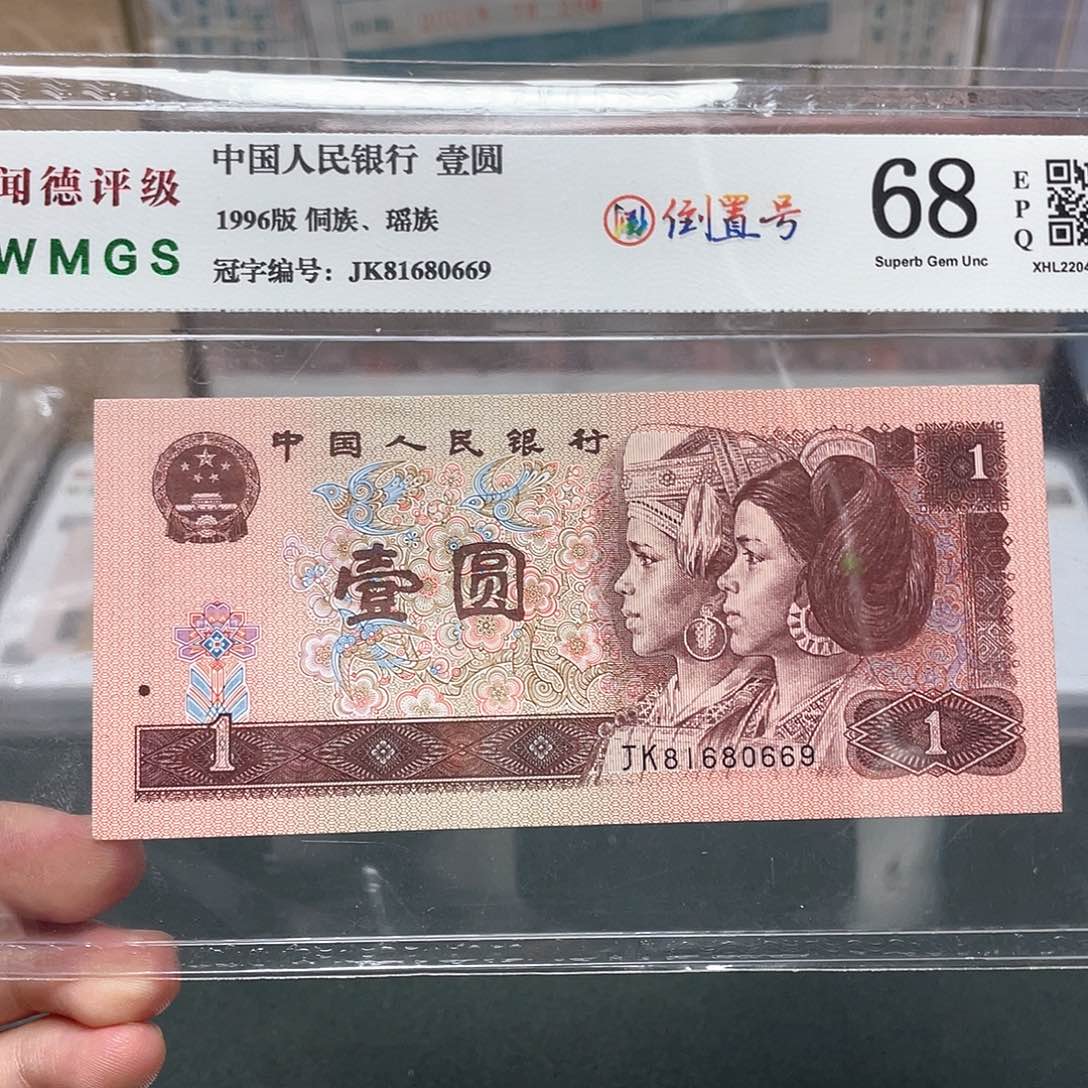 闻德评级
WMGS
中国人民银行 壹圆
1996版 侗族、瑶族
冠字编号：JK81680669
倒置号
68
Superb Gem Unc
E
P
Q
XHL2204
中国人民银行
1
壹圆
1
JK81680669
1